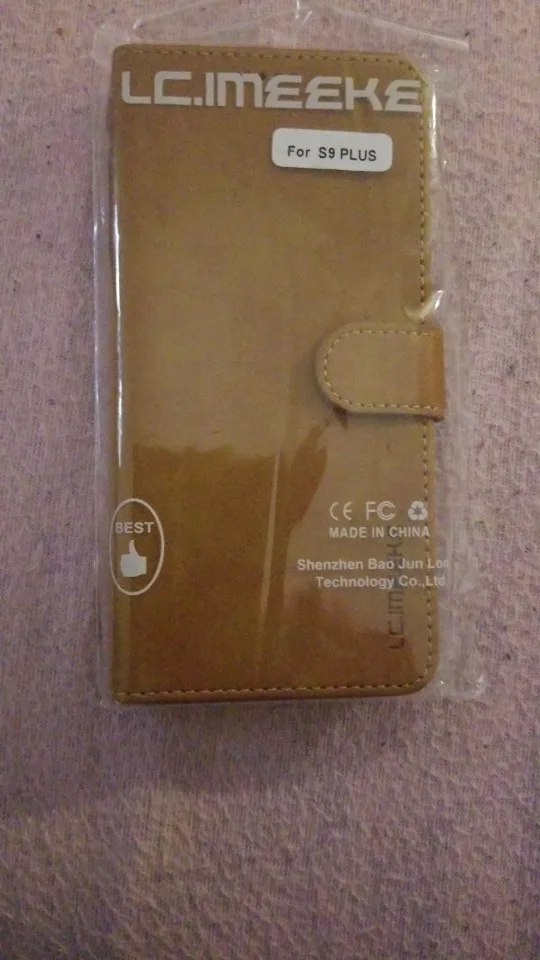 LC.IMEEKE
For S9 PLUS
BEST
CE FC
MADE IN CHINA
Shenzhen Bao Jun Lon
Technology Co.,Ltd
LC.IMEEKE